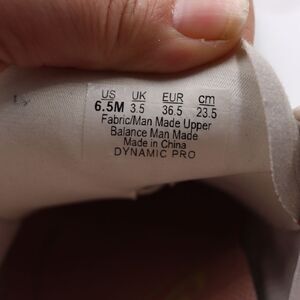 US UK EUR cm
6.5M 3.5 36.5 23.5
Fabric/Man Made Upper
Balance Man Made
Made in China
DYNAMIC PRO